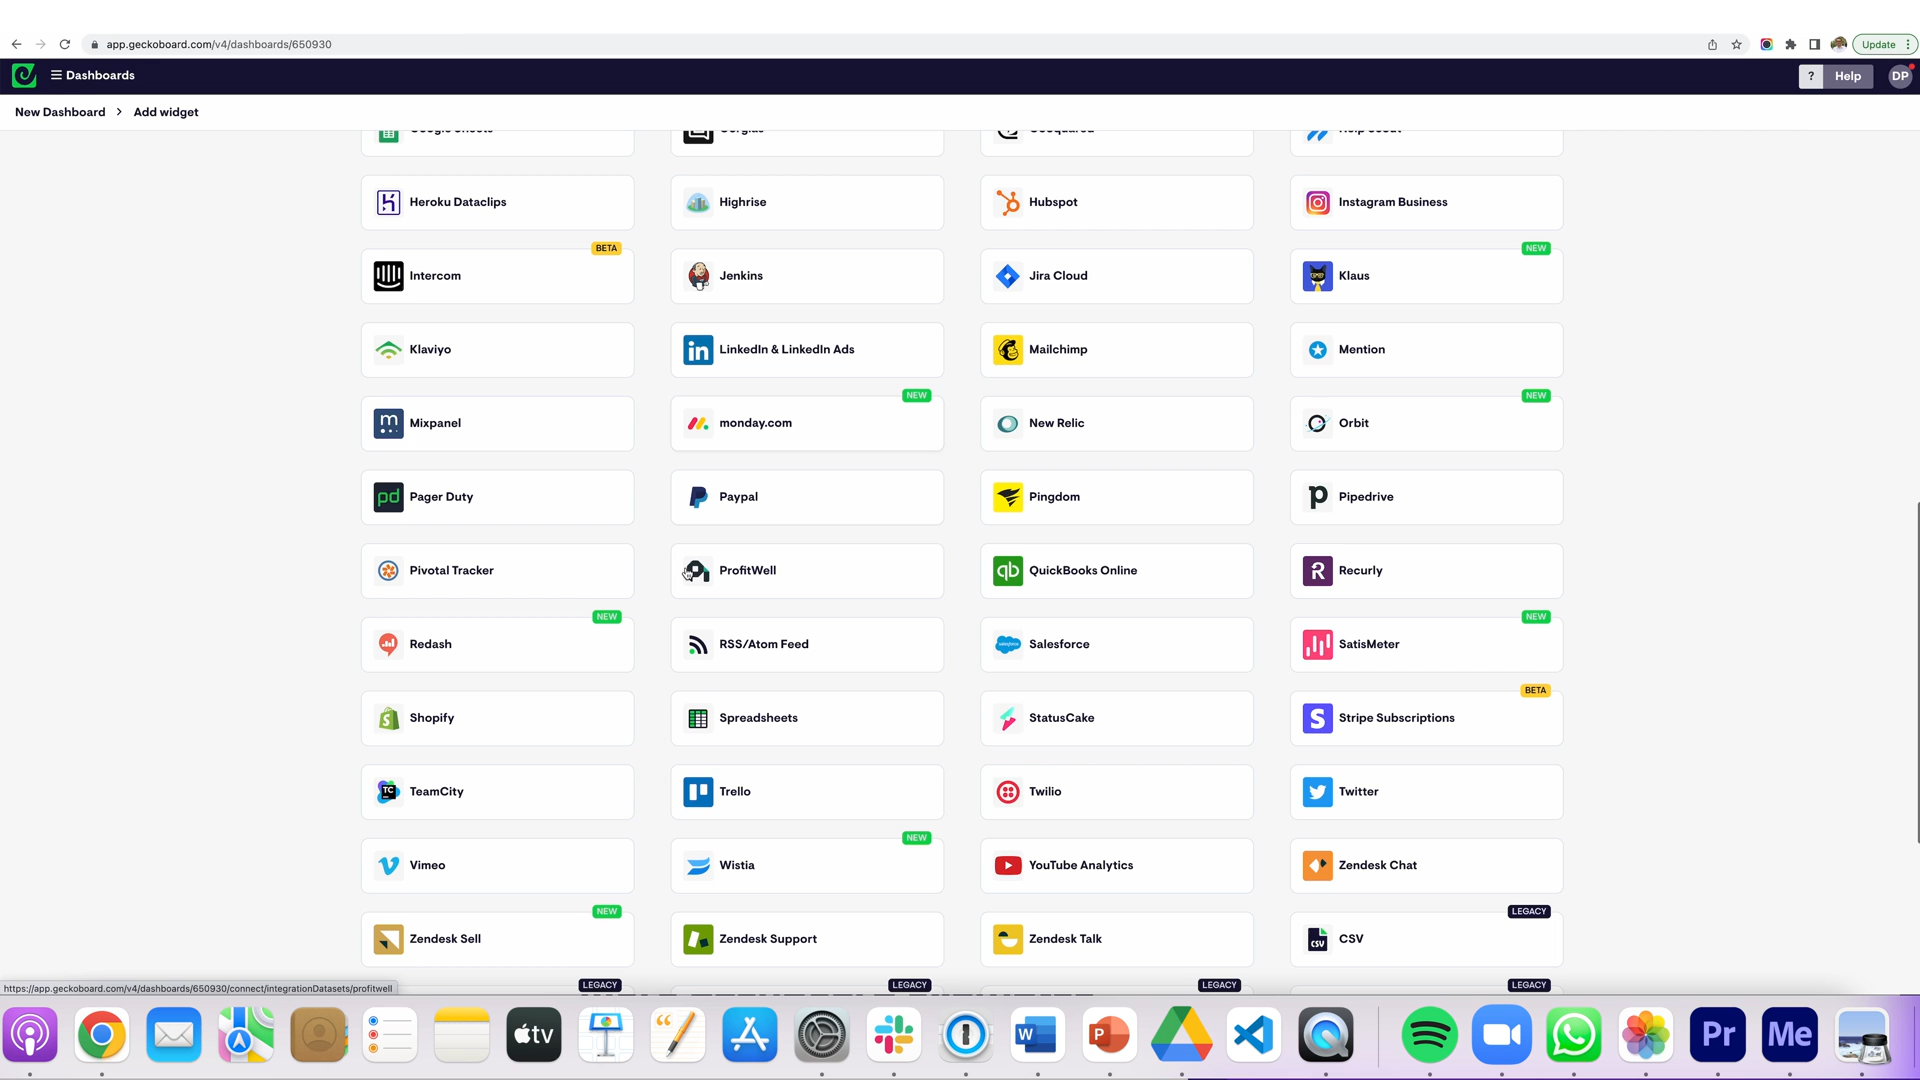 app.geckoboard.com/v4/dashboards/650930
Update
Dashboards
? Help
DP
New Dashboard > Add widget
Heroku Dataclips
Highrise
Hubspot
Instagram Business
BETA
NEW
Intercom
Jenkins
Jira Cloud
Klaus
Klaviyo
LinkedIn & LinkedIn Ads
Mailchimp
Mention
NEW
NEW
Mixpanel
monday.com
New Relic
Orbit
Pager Duty
Paypal
Pingdom
Pipedrive
Pivotal Tracker
ProfitWell
QuickBooks Online
Recurly
NEW
NEW
Redash
RSS/Atom Feed
Salesforce
SatisMeter
BETA
Shopify
Spreadsheets
StatusCake
Stripe Subscriptions
TeamCity
Trello
Twilio
Twitter
NEW
Vimeo
Wistia
YouTube Analytics
Zendesk Chat
NEW
LEGACY
Zendesk Sell
Zendesk Support
Zendesk Talk
CSV
https://app.geckoboard.com/v4/dashboards/650930/connect/integrationDatasets/profitwell
LEGACY
LEGACY
LEGACY
LEGACY
tv
W
P
Pr
Me